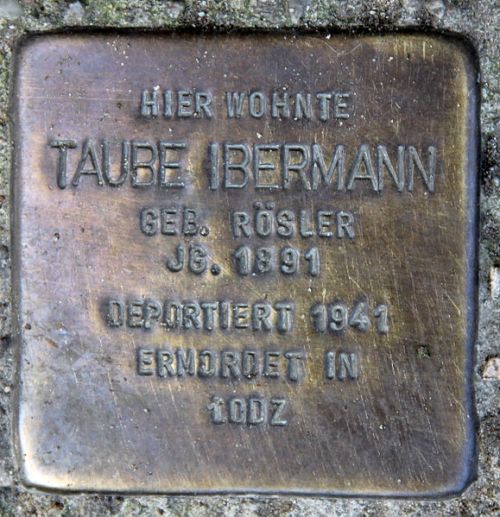 HIER WOHNTE
TAUBE IBERMANN
GEB. RÖSLER
JG. 1891
DEPORTIERT 1941
ERMORDET IN
LODZ